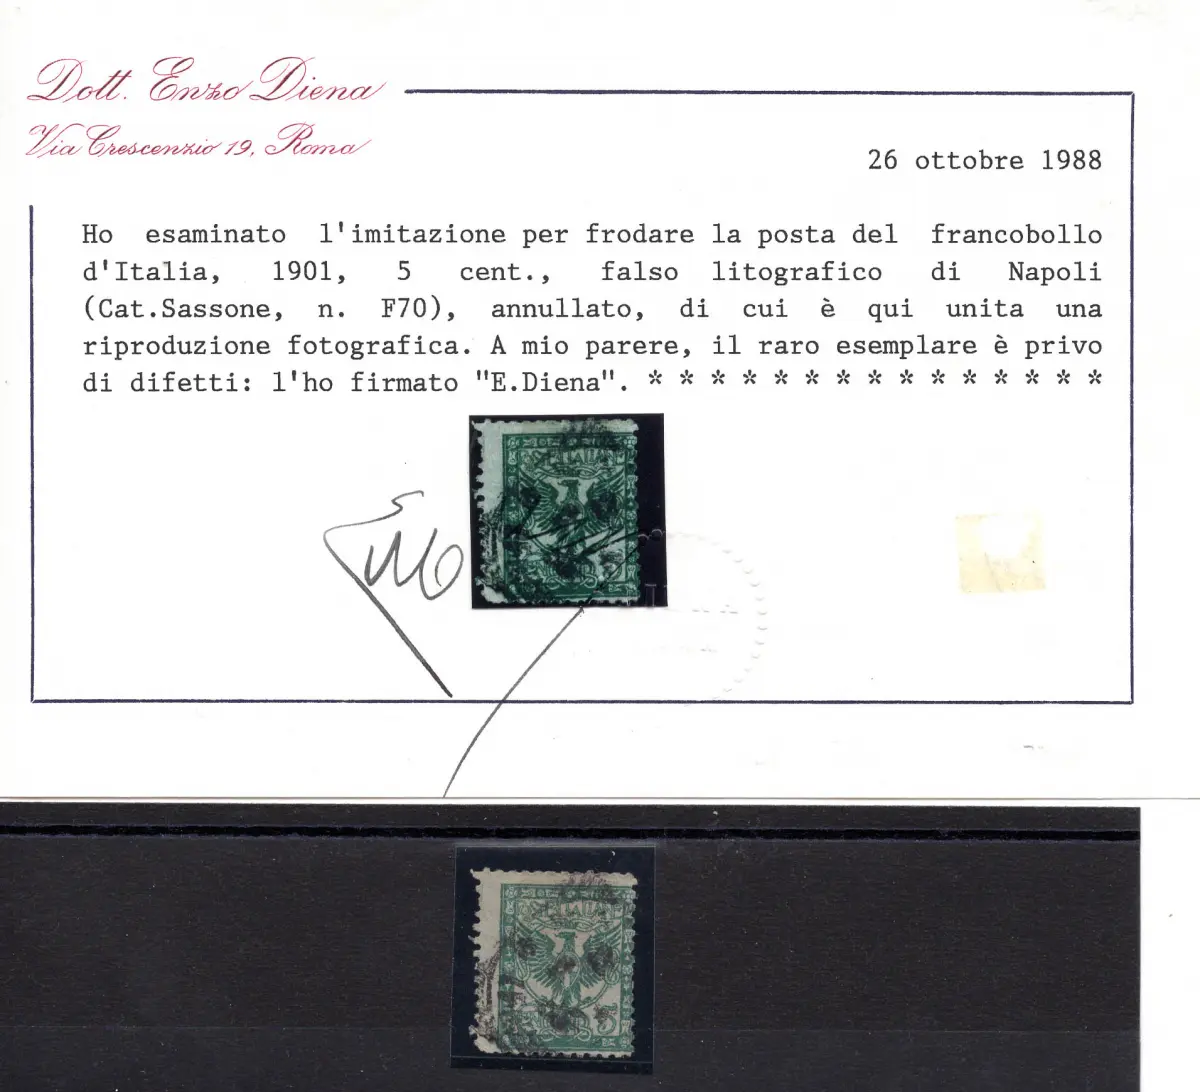 Dott. Enzo Diena
Via Crescenzio 19, Roma
26 ottobre 1988
Ho esaminato l'imitazione per frodare la posta del francobollo
d'Italia, 1901, 5 cent., falso litografico di Napoli
(Cat.Sassone, n. F70), annullato, di cui è qui unita una
riproduzione fotografica. A mio parere, il raro esemplare è privo
di difetti: l'ho firmato "E.Diena". * * * * * * * * * * * * * * *
ITALIANE
5